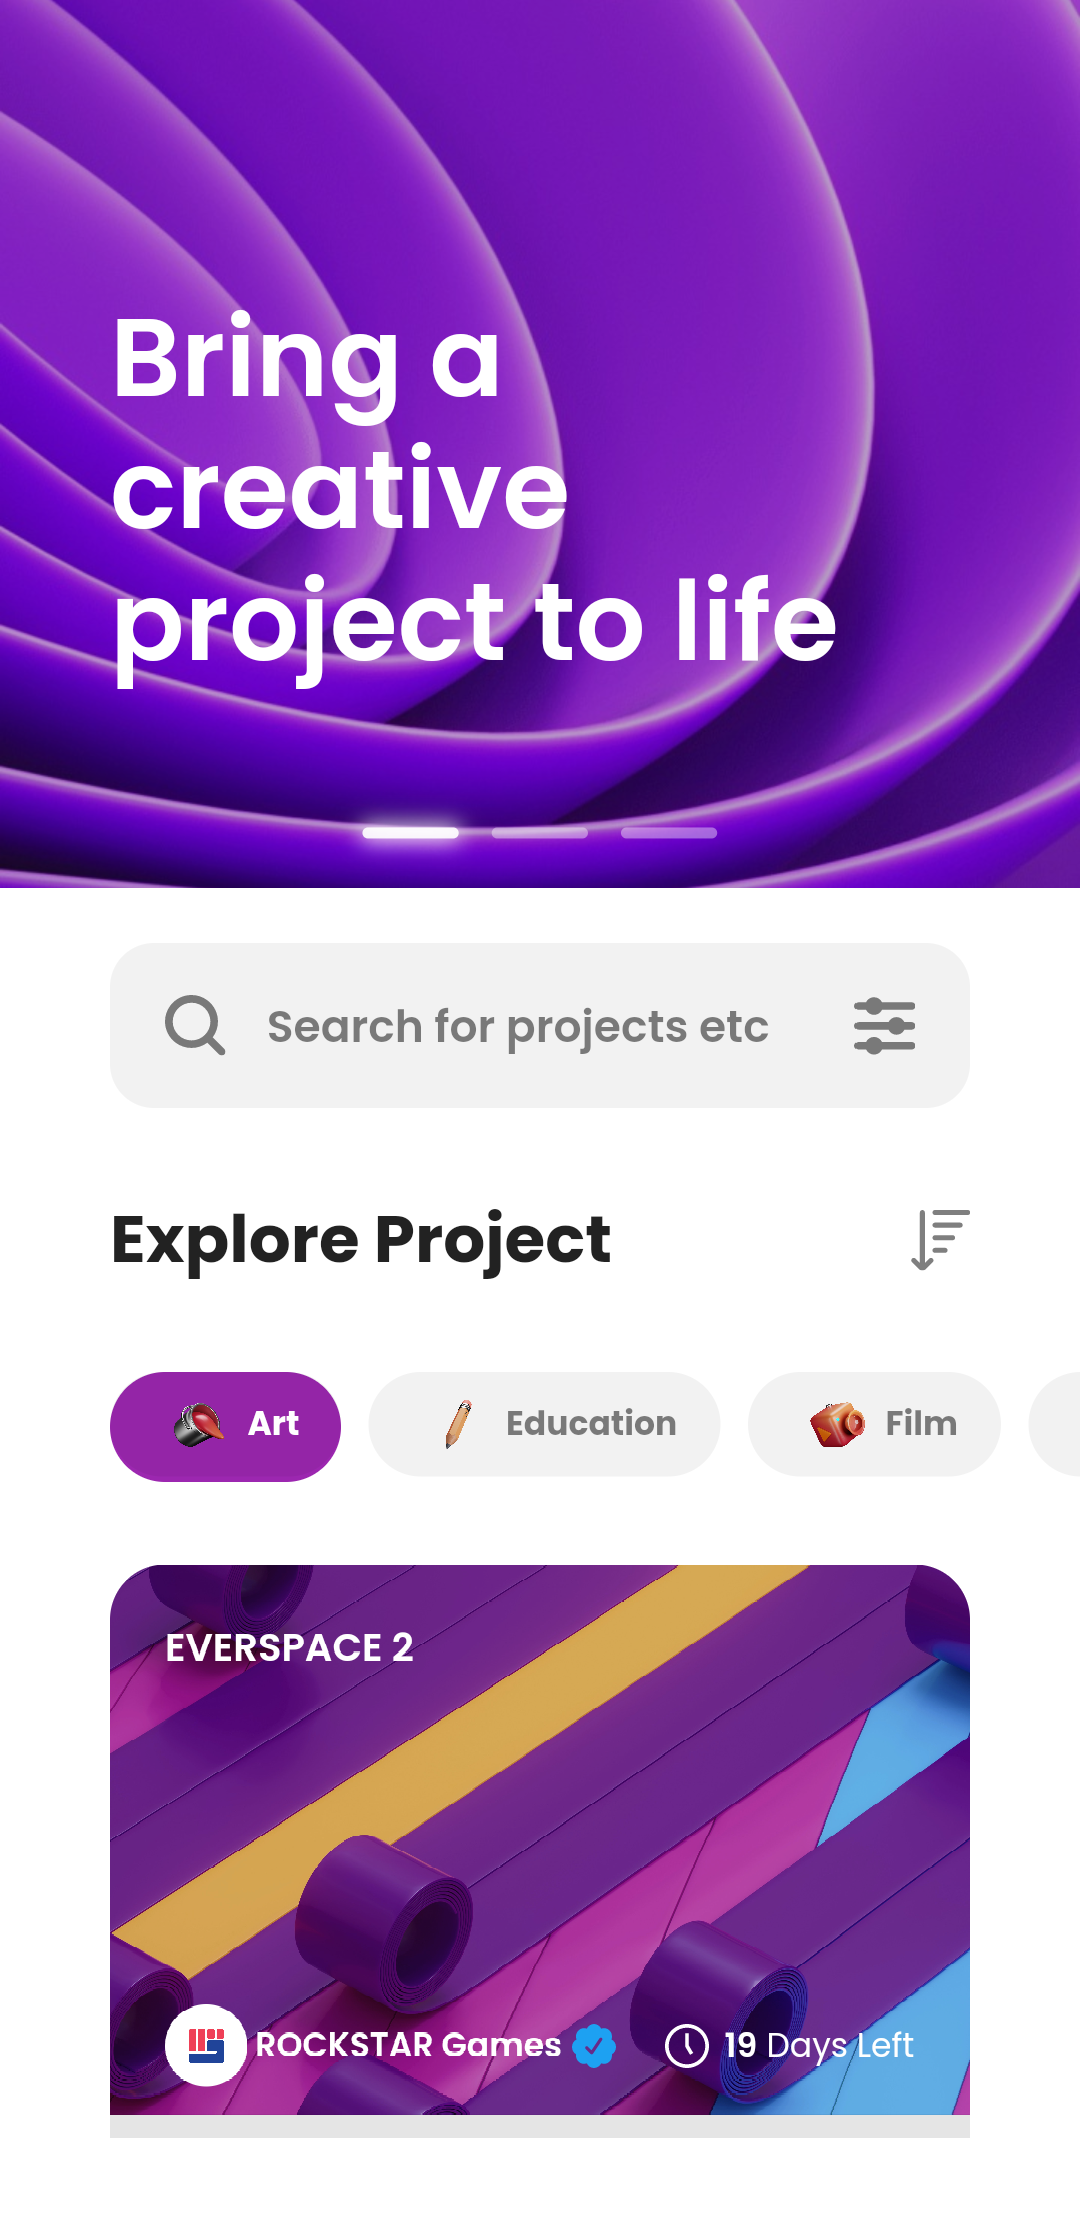 Bring a
creative
project to life
Search for projects etc
Explore Project
Art
Education
Film
EVERSPACE 2
ROCKSTAR Games
19 Days Left